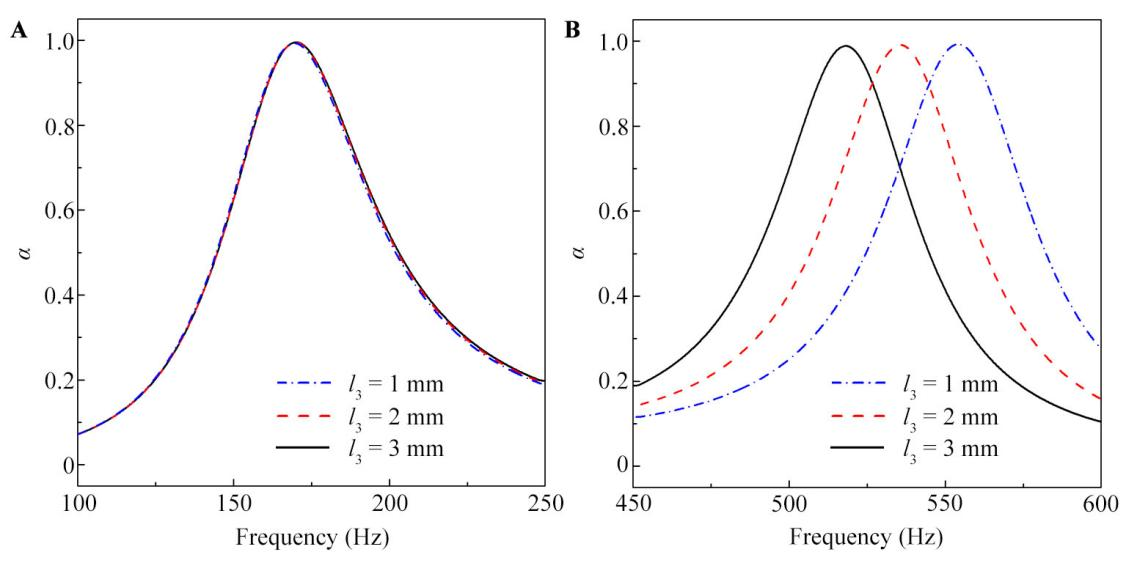 A
1.0
0.8
0.6
0.4
0.2
0
α
l₃ = 1 mm
l₃ = 2 mm
l₃ = 3 mm
100 150 200 250
Frequency (Hz)
B
1.0
0.8
0.6
0.4
0.2
0
α
l₃ = 1 mm
l₃ = 2 mm
l₃ = 3 mm
450 500 550 600
Frequency (Hz)